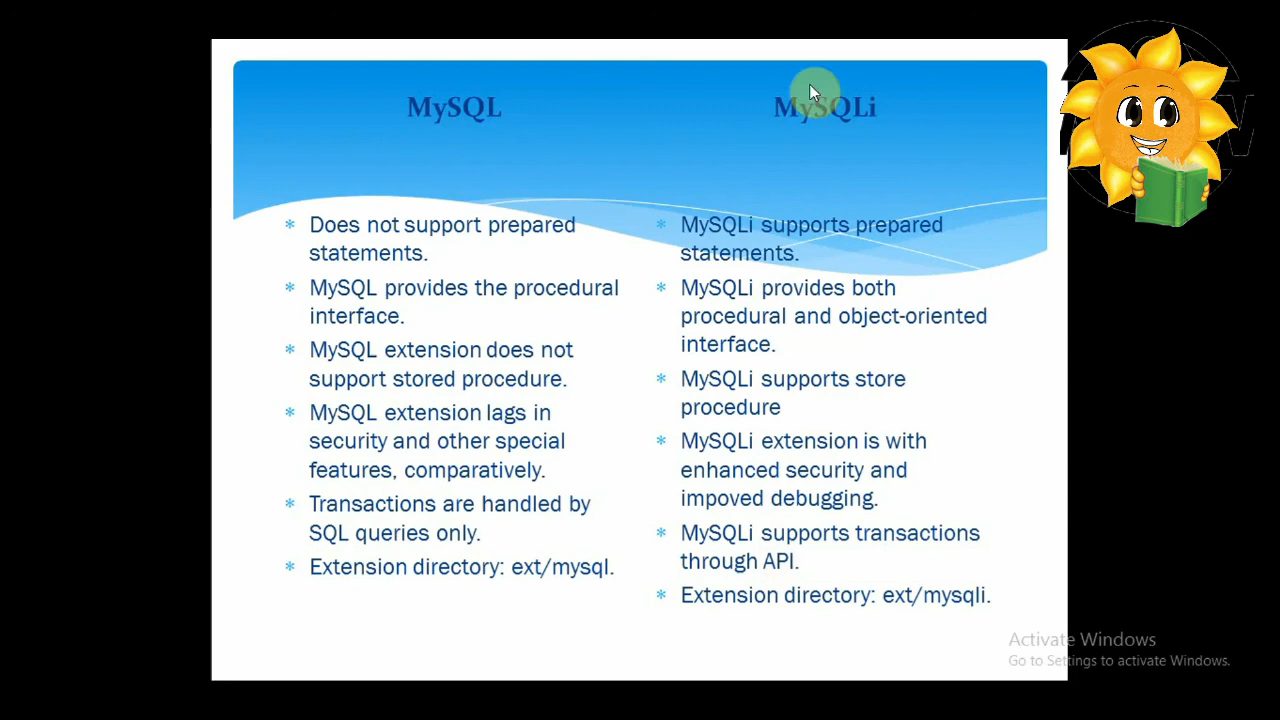 MySQL
Does not support prepared
statements.
MySQL provides the procedural
interface.
MySQL extension does not
support stored procedure.
MySQL extension lags in
security and other special
features, comparatively.
Transactions are handled by
SQL queries only.
Extension directory: ext/mysql.
MySQLi
MySQLi supports prepared
statements.
MySQLi provides both
procedural and object-oriented
interface.
MySQLi supports store
procedure
MySQLi extension is with
enhanced security and
impoved debugging.
MySQLi supports transactions
through API.
Extension directory: ext/mysqli.
Activate Windows
Go to Settings to activate Windows.